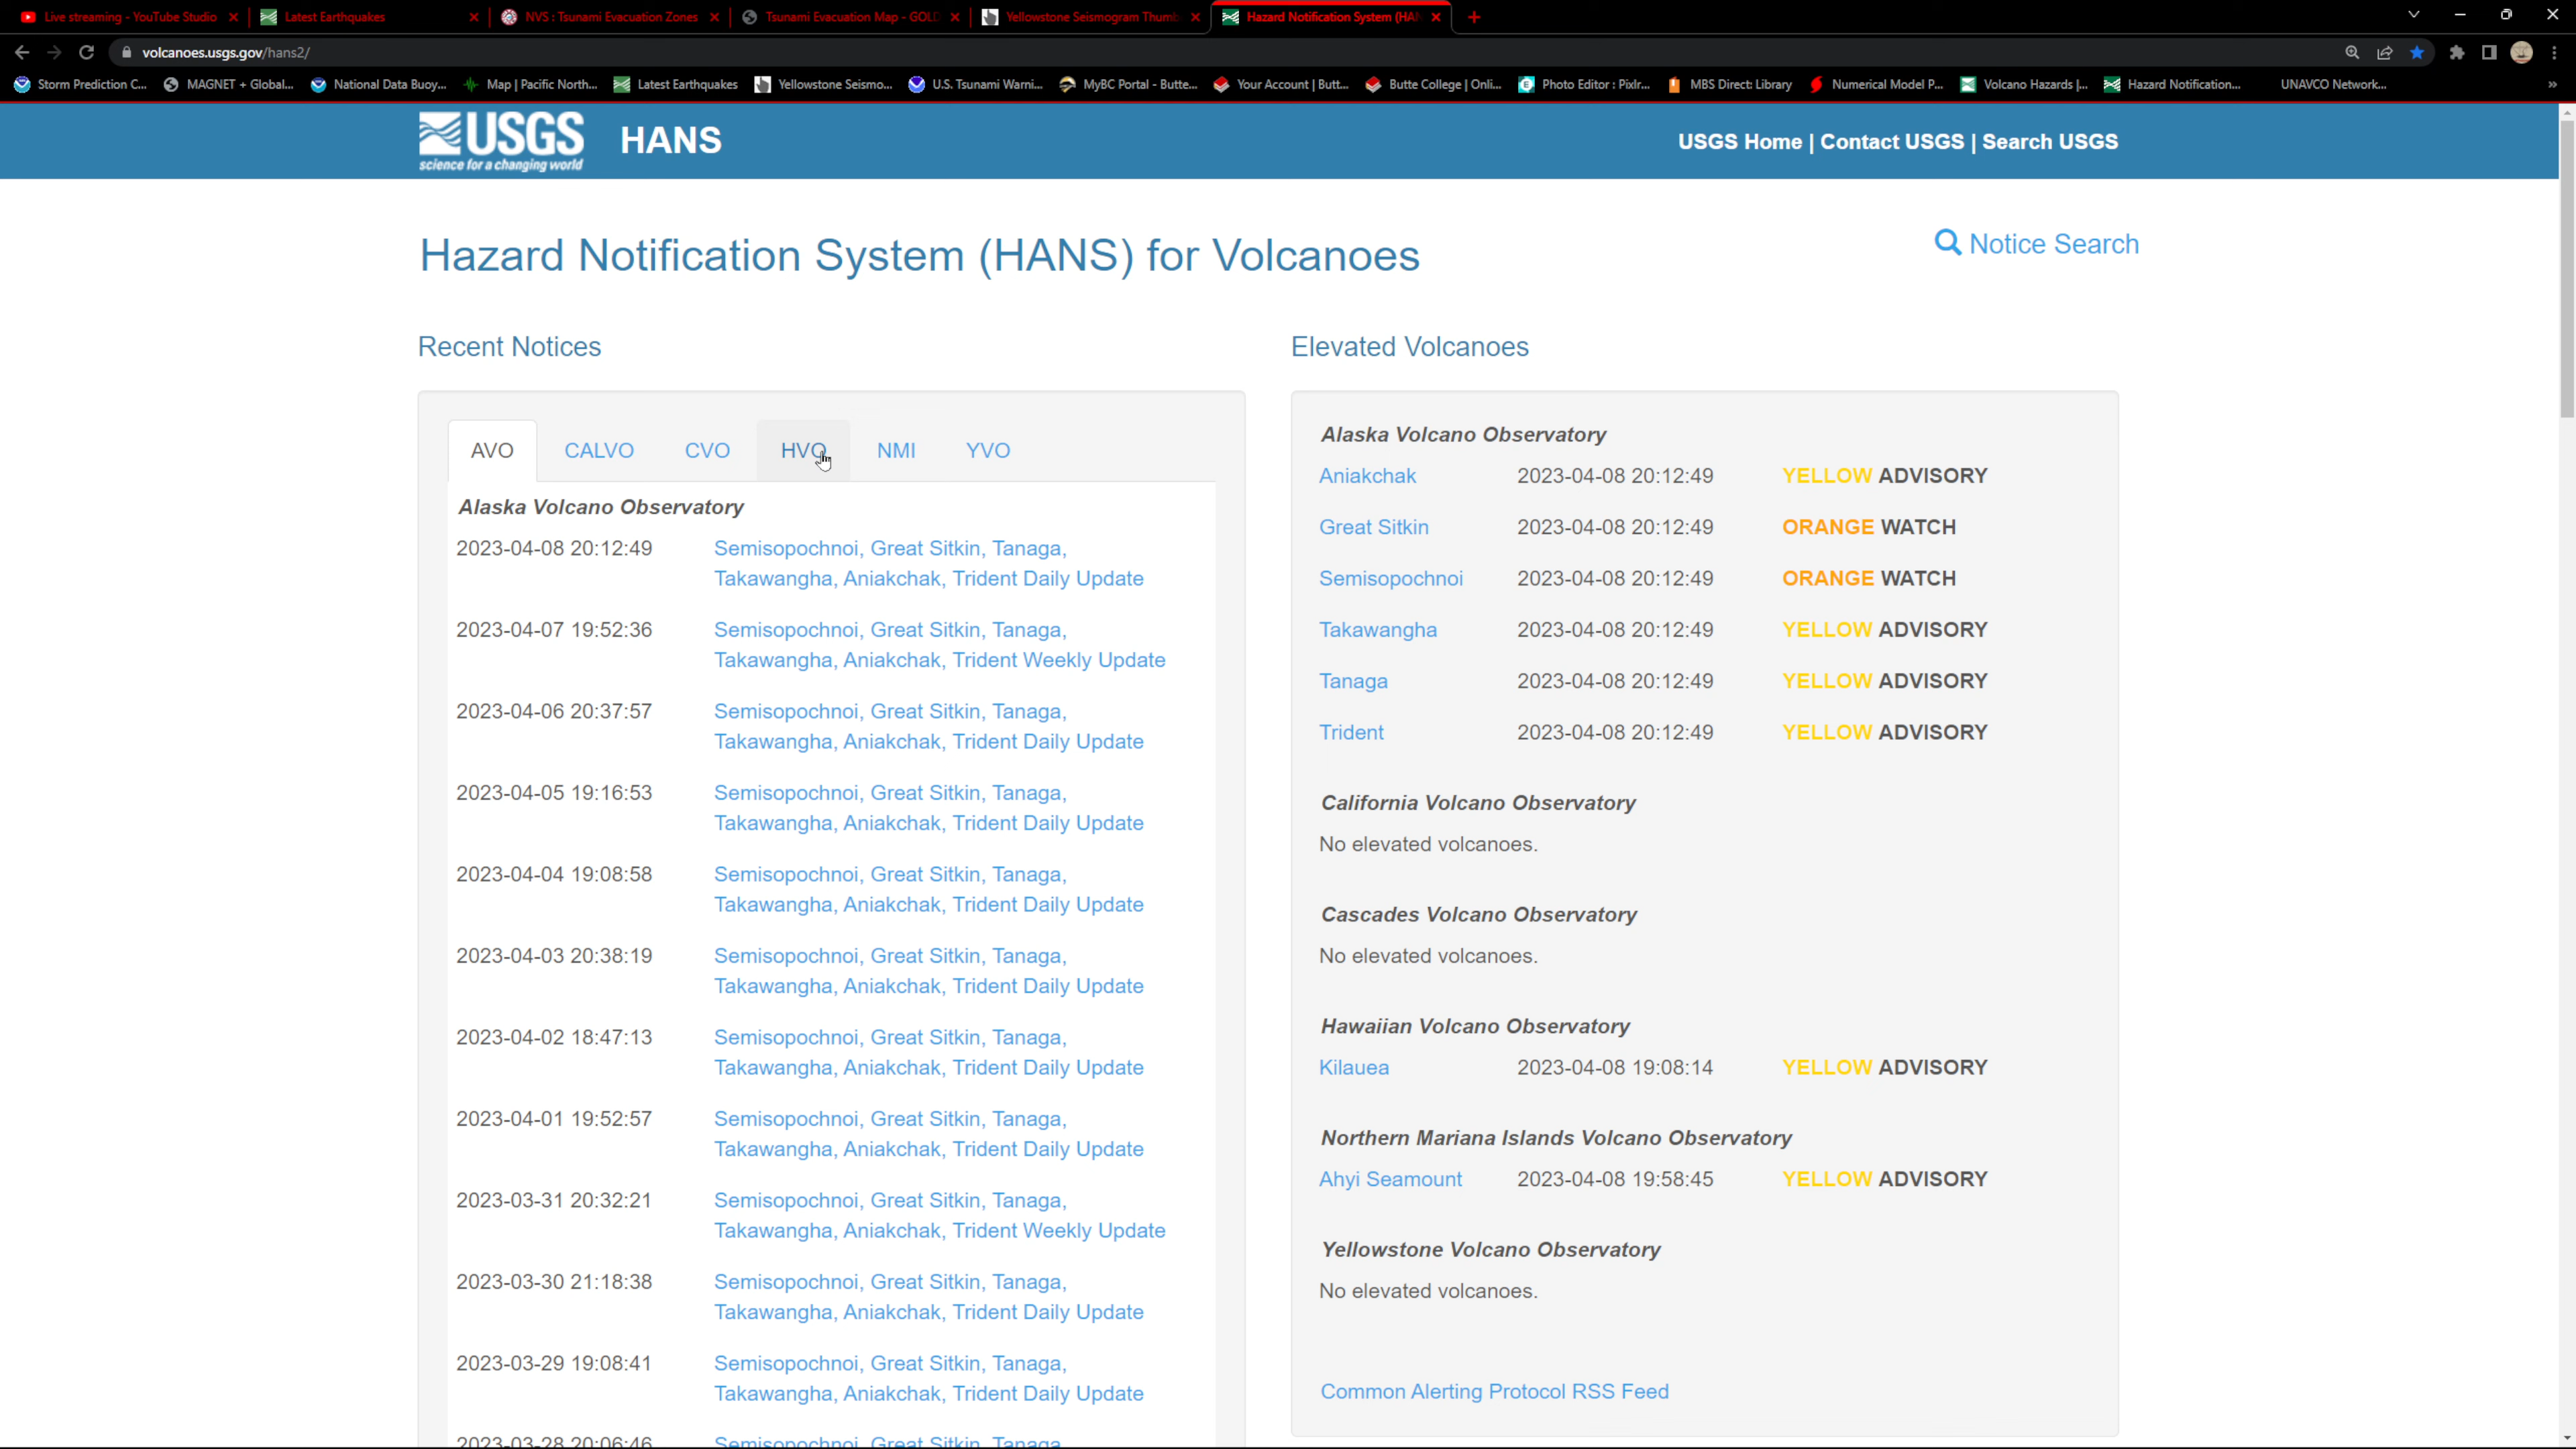 Live streaming - YouTube Studio
Latest Earthquakes
NVS : Tsunami Evacuation Zones
Tsunami Evacuation Map - GOLD
Yellowstone Seismogram Thumb
Hazard Notification System (HAN
volcanoes.usgs.gov/hans2/
Storm Prediction C...
MAGNET + Global...
National Data Buoy...
Map | Pacific North...
Latest Earthquakes
Yellowstone Seismo...
U.S. Tsunami Warni...
MyBC Portal - Butte...
Your Account | Butt...
Butte College | Onli...
Photo Editor : Pixlr...
MBS Direct: Library
Numerical Model P...
Volcano Hazards |...
Hazard Notification...
UNAVCO Network...
USGS
science for a changing world
HANS
USGS Home | Contact USGS | Search USGS
Hazard Notification System (HANS) for Volcanoes
Notice Search
Recent Notices
AVO CALVO CVO HVO NMI YVO
Alaska Volcano Observatory
2023-04-08 20:12:49 Semisopochnoi, Great Sitkin, Tanaga,
Takawangha, Aniakchak, Trident Daily Update
2023-04-07 19:52:36 Semisopochnoi, Great Sitkin, Tanaga,
Takawangha, Aniakchak, Trident Weekly Update
2023-04-06 20:37:57 Semisopochnoi, Great Sitkin, Tanaga,
Takawangha, Aniakchak, Trident Daily Update
2023-04-05 19:16:53 Semisopochnoi, Great Sitkin, Tanaga,
Takawangha, Aniakchak, Trident Daily Update
2023-04-04 19:08:58 Semisopochnoi, Great Sitkin, Tanaga,
Takawangha, Aniakchak, Trident Daily Update
2023-04-03 20:38:19 Semisopochnoi, Great Sitkin, Tanaga,
Takawangha, Aniakchak, Trident Daily Update
2023-04-02 18:47:13 Semisopochnoi, Great Sitkin, Tanaga,
Takawangha, Aniakchak, Trident Daily Update
2023-04-01 19:52:57 Semisopochnoi, Great Sitkin, Tanaga,
Takawangha, Aniakchak, Trident Daily Update
2023-03-31 20:32:21 Semisopochnoi, Great Sitkin, Tanaga,
Takawangha, Aniakchak, Trident Weekly Update
2023-03-30 21:18:38 Semisopochnoi, Great Sitkin, Tanaga,
Takawangha, Aniakchak, Trident Daily Update
2023-03-29 19:08:41 Semisopochnoi, Great Sitkin, Tanaga,
Takawangha, Aniakchak, Trident Daily Update
2023-03-28 20:06:46 Semisopochnoi, Great Sitkin, Tanaga,
Elevated Volcanoes
Alaska Volcano Observatory
Aniakchak 2023-04-08 20:12:49 YELLOW ADVISORY
Great Sitkin 2023-04-08 20:12:49 ORANGE WATCH
Semisopochnoi 2023-04-08 20:12:49 ORANGE WATCH
Takawangha 2023-04-08 20:12:49 YELLOW ADVISORY
Tanaga 2023-04-08 20:12:49 YELLOW ADVISORY
Trident 2023-04-08 20:12:49 YELLOW ADVISORY
California Volcano Observatory
No elevated volcanoes.
Cascades Volcano Observatory
No elevated volcanoes.
Hawaiian Volcano Observatory
Kilauea 2023-04-08 19:08:14 YELLOW ADVISORY
Northern Mariana Islands Volcano Observatory
Ahyi Seamount 2023-04-08 19:58:45 YELLOW ADVISORY
Yellowstone Volcano Observatory
No elevated volcanoes.
Common Alerting Protocol RSS Feed